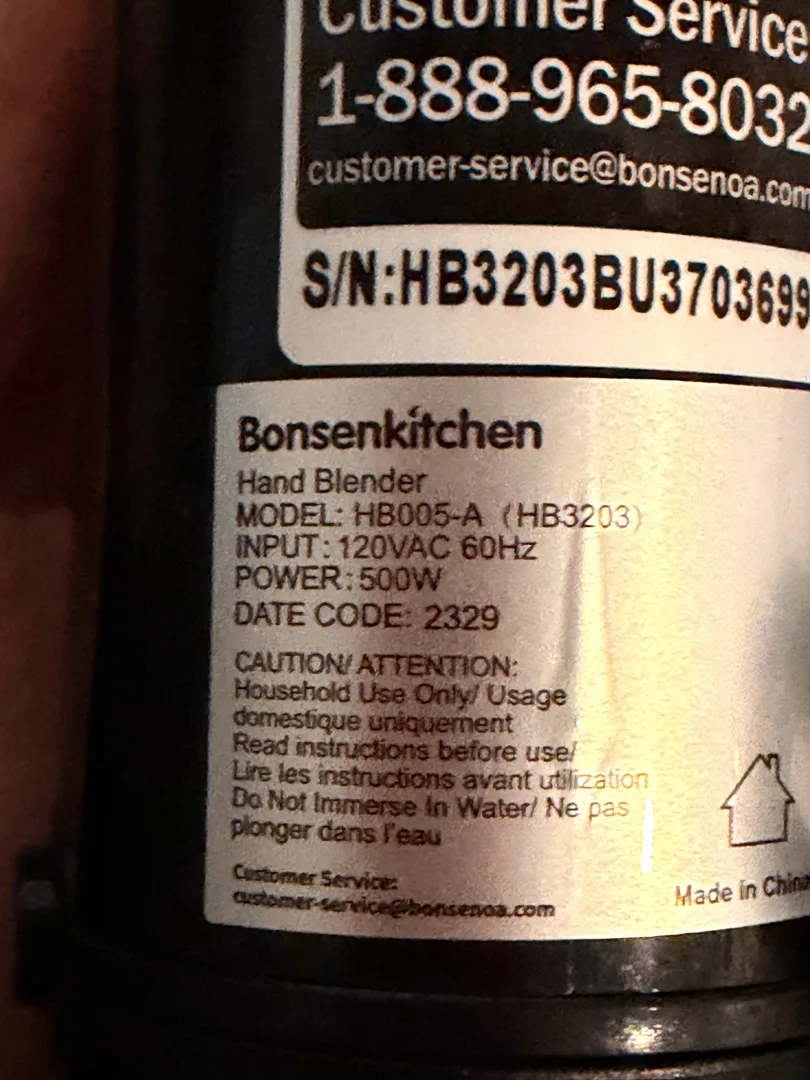 Customer Service
1-888-965-8032
customer-service@bonsenoa.com
S/N:HB3203BU3703699
Bonsenkitchen
Hand Blender
MODEL: HB005-A (HB3203)
INPUT: 120VAC 60Hz
POWER: 500W
DATE CODE: 2329
CAUTION/ ATTENTION:
Household Use Only/ Usage
domestique uniquement
Read instructions before use/
Lire les instructions avant utilization
Do Not Immerse In Water/ Ne pas
plonger dans l'eau
Customer Service:
customer-service@bonsenoa.com
Made in China